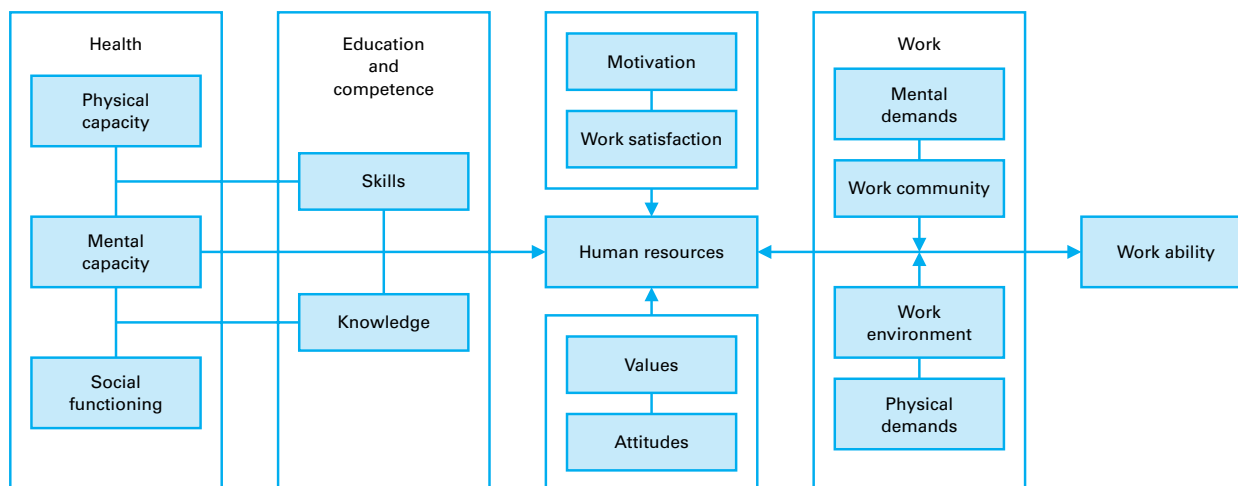 Health
Physical
capacity
Mental
capacity
Social
functioning
Education
and
competence
Skills
Knowledge
Motivation
Work satisfaction
Human resources
Values
Attitudes
Work
Mental
demands
Work community
Work
environment
Physical
demands
Work ability